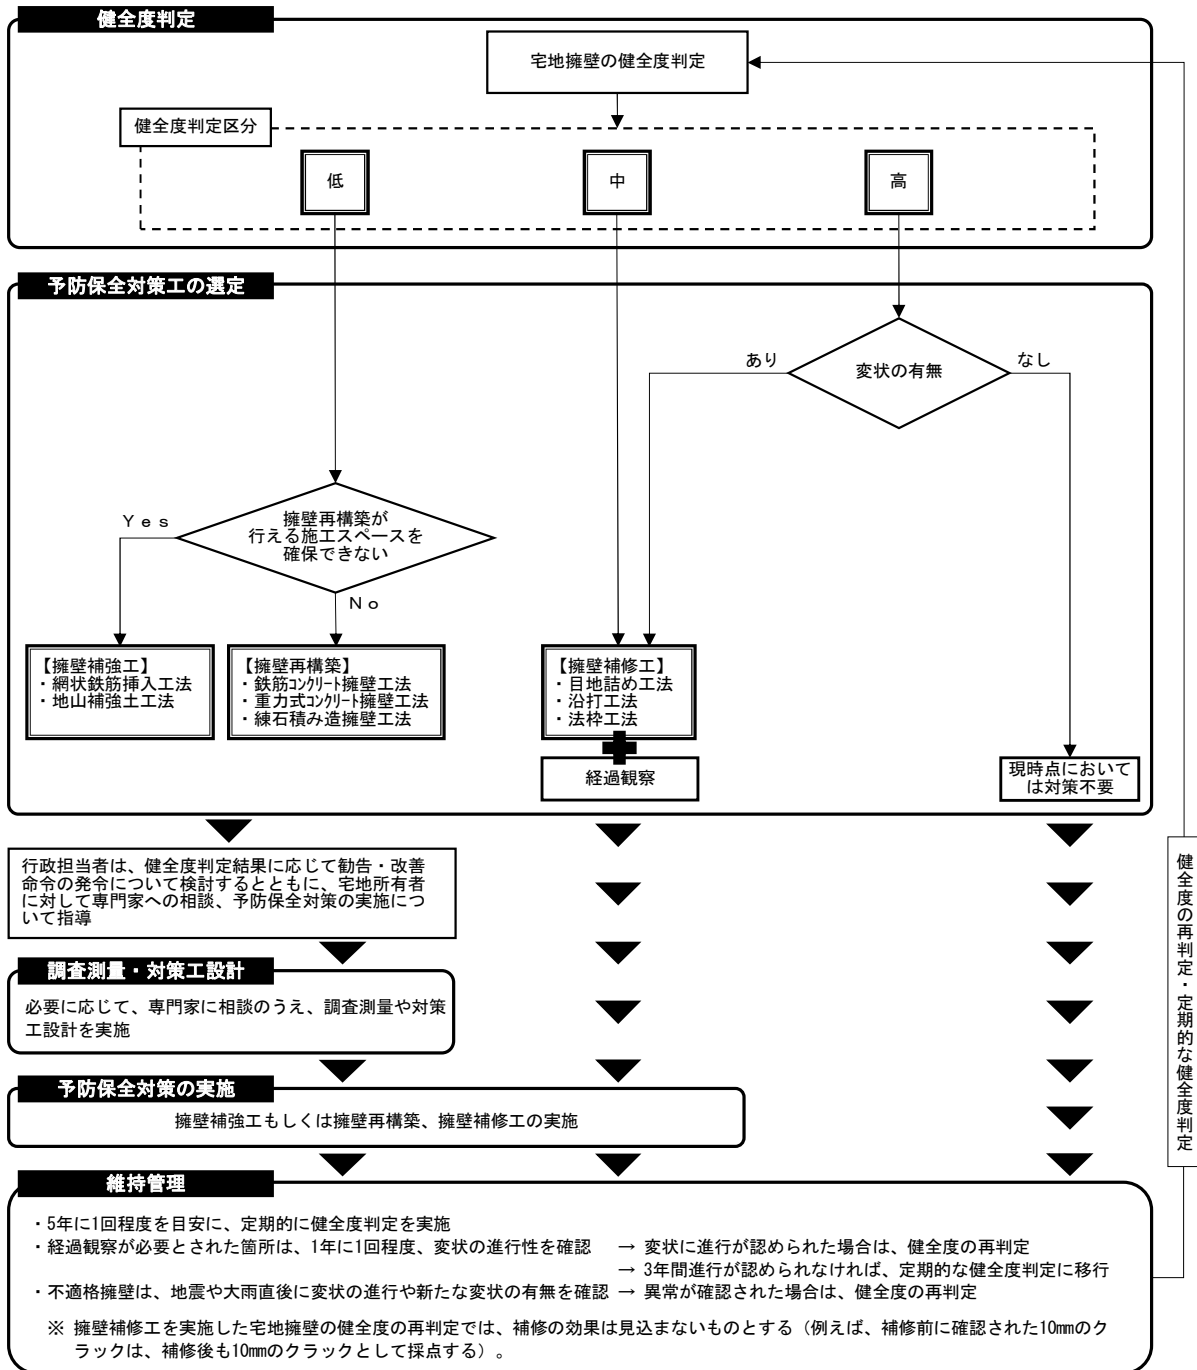 健全度判定
宅地擁壁の健全度判定
健全度判定区分
低
中
高
予防保全対策工の選定
変状の有無
あり
なし
擁壁再構築が
行える施工スペースを
確保できない
Ｙｅｓ
Ｎｏ
【擁壁補強工】
・網状鉄筋挿入工法
・地山補強土工法
【擁壁再構築】
・鉄筋ｺﾝｸﾘｰﾄ擁壁工法
・重力式ｺﾝｸﾘｰﾄ擁壁工法
・練石積み造擁壁工法
【擁壁補修工】
・目地詰め工法
・沿打工法
・法枠工法
経過観察
現時点において
は対策不要
行政担当者は、健全度判定結果に応じて勧告・改善
命令の発令について検討するとともに、宅地所有者
に対して専門家への相談、予防保全対策の実施につ
いて指導
調査測量・対策工設計
必要に応じて、専門家に相談のうえ、調査測量や対策
工設計を実施
予防保全対策の実施
擁壁補強工もしくは擁壁再構築、擁壁補修工の実施
健全度の再判定・定期的な健全度判定
維持管理
・5年に1回程度を目安に、定期的に健全度判定を実施
・経過観察が必要とされた箇所は、1年に1回程度、変状の進行性を確認 → 変状に進行が認められた場合は、健全度の再判定
→ 3年間進行が認められなければ、定期的な健全度判定に移行
・不適格擁壁は、地震や大雨直後に変状の進行や新たな変状の有無を確認 → 異常が確認された場合は、健全度の再判定
※ 擁壁補修工を実施した宅地擁壁の健全度の再判定では、補修の効果は見込まないものとする（例えば、補修前に確認された10mmのク
ラックは、補修後も10mmのクラックとして採点する）。